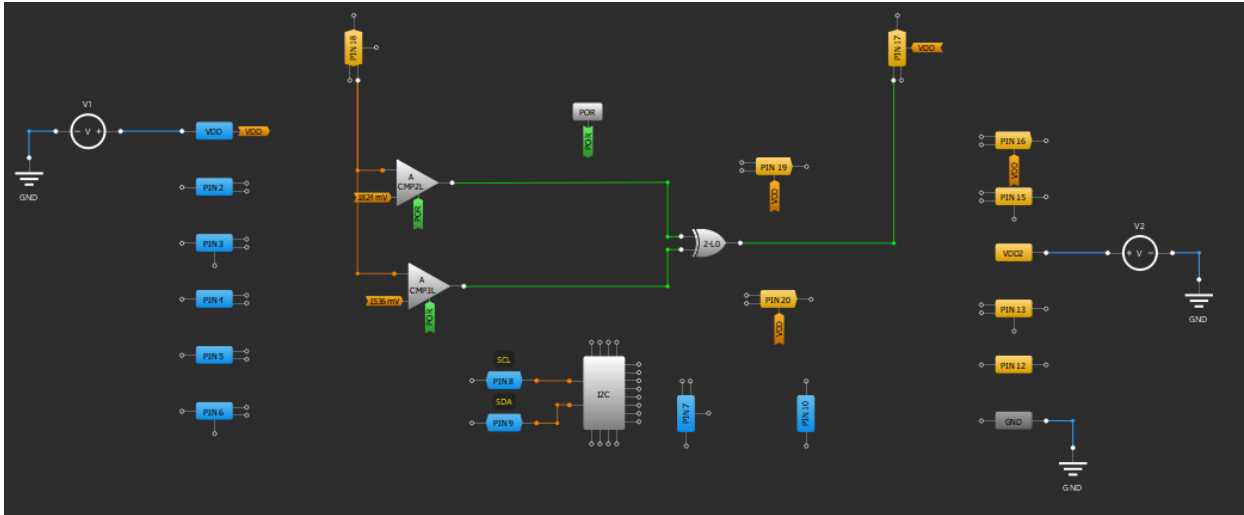 PIN 18
PIN 17
VDD
V1
− V +
VDD
VDD
GND
POR
POR
PIN 16
VDD
PIN 15
PIN 19
VDD
A
CMP2L
1824 mV
POR
PIN 2
PIN 3
2-L0
V2
+ V −
VDD2
GND
A
CMP3L
1536 mV
POR
PIN 4
PIN 20
VDD
PIN 13
PIN 5
PIN 12
SCL
PIN 8
SDA
PIN 9
I2C
PIN 6
PIN 7
PIN 10
GND
GND